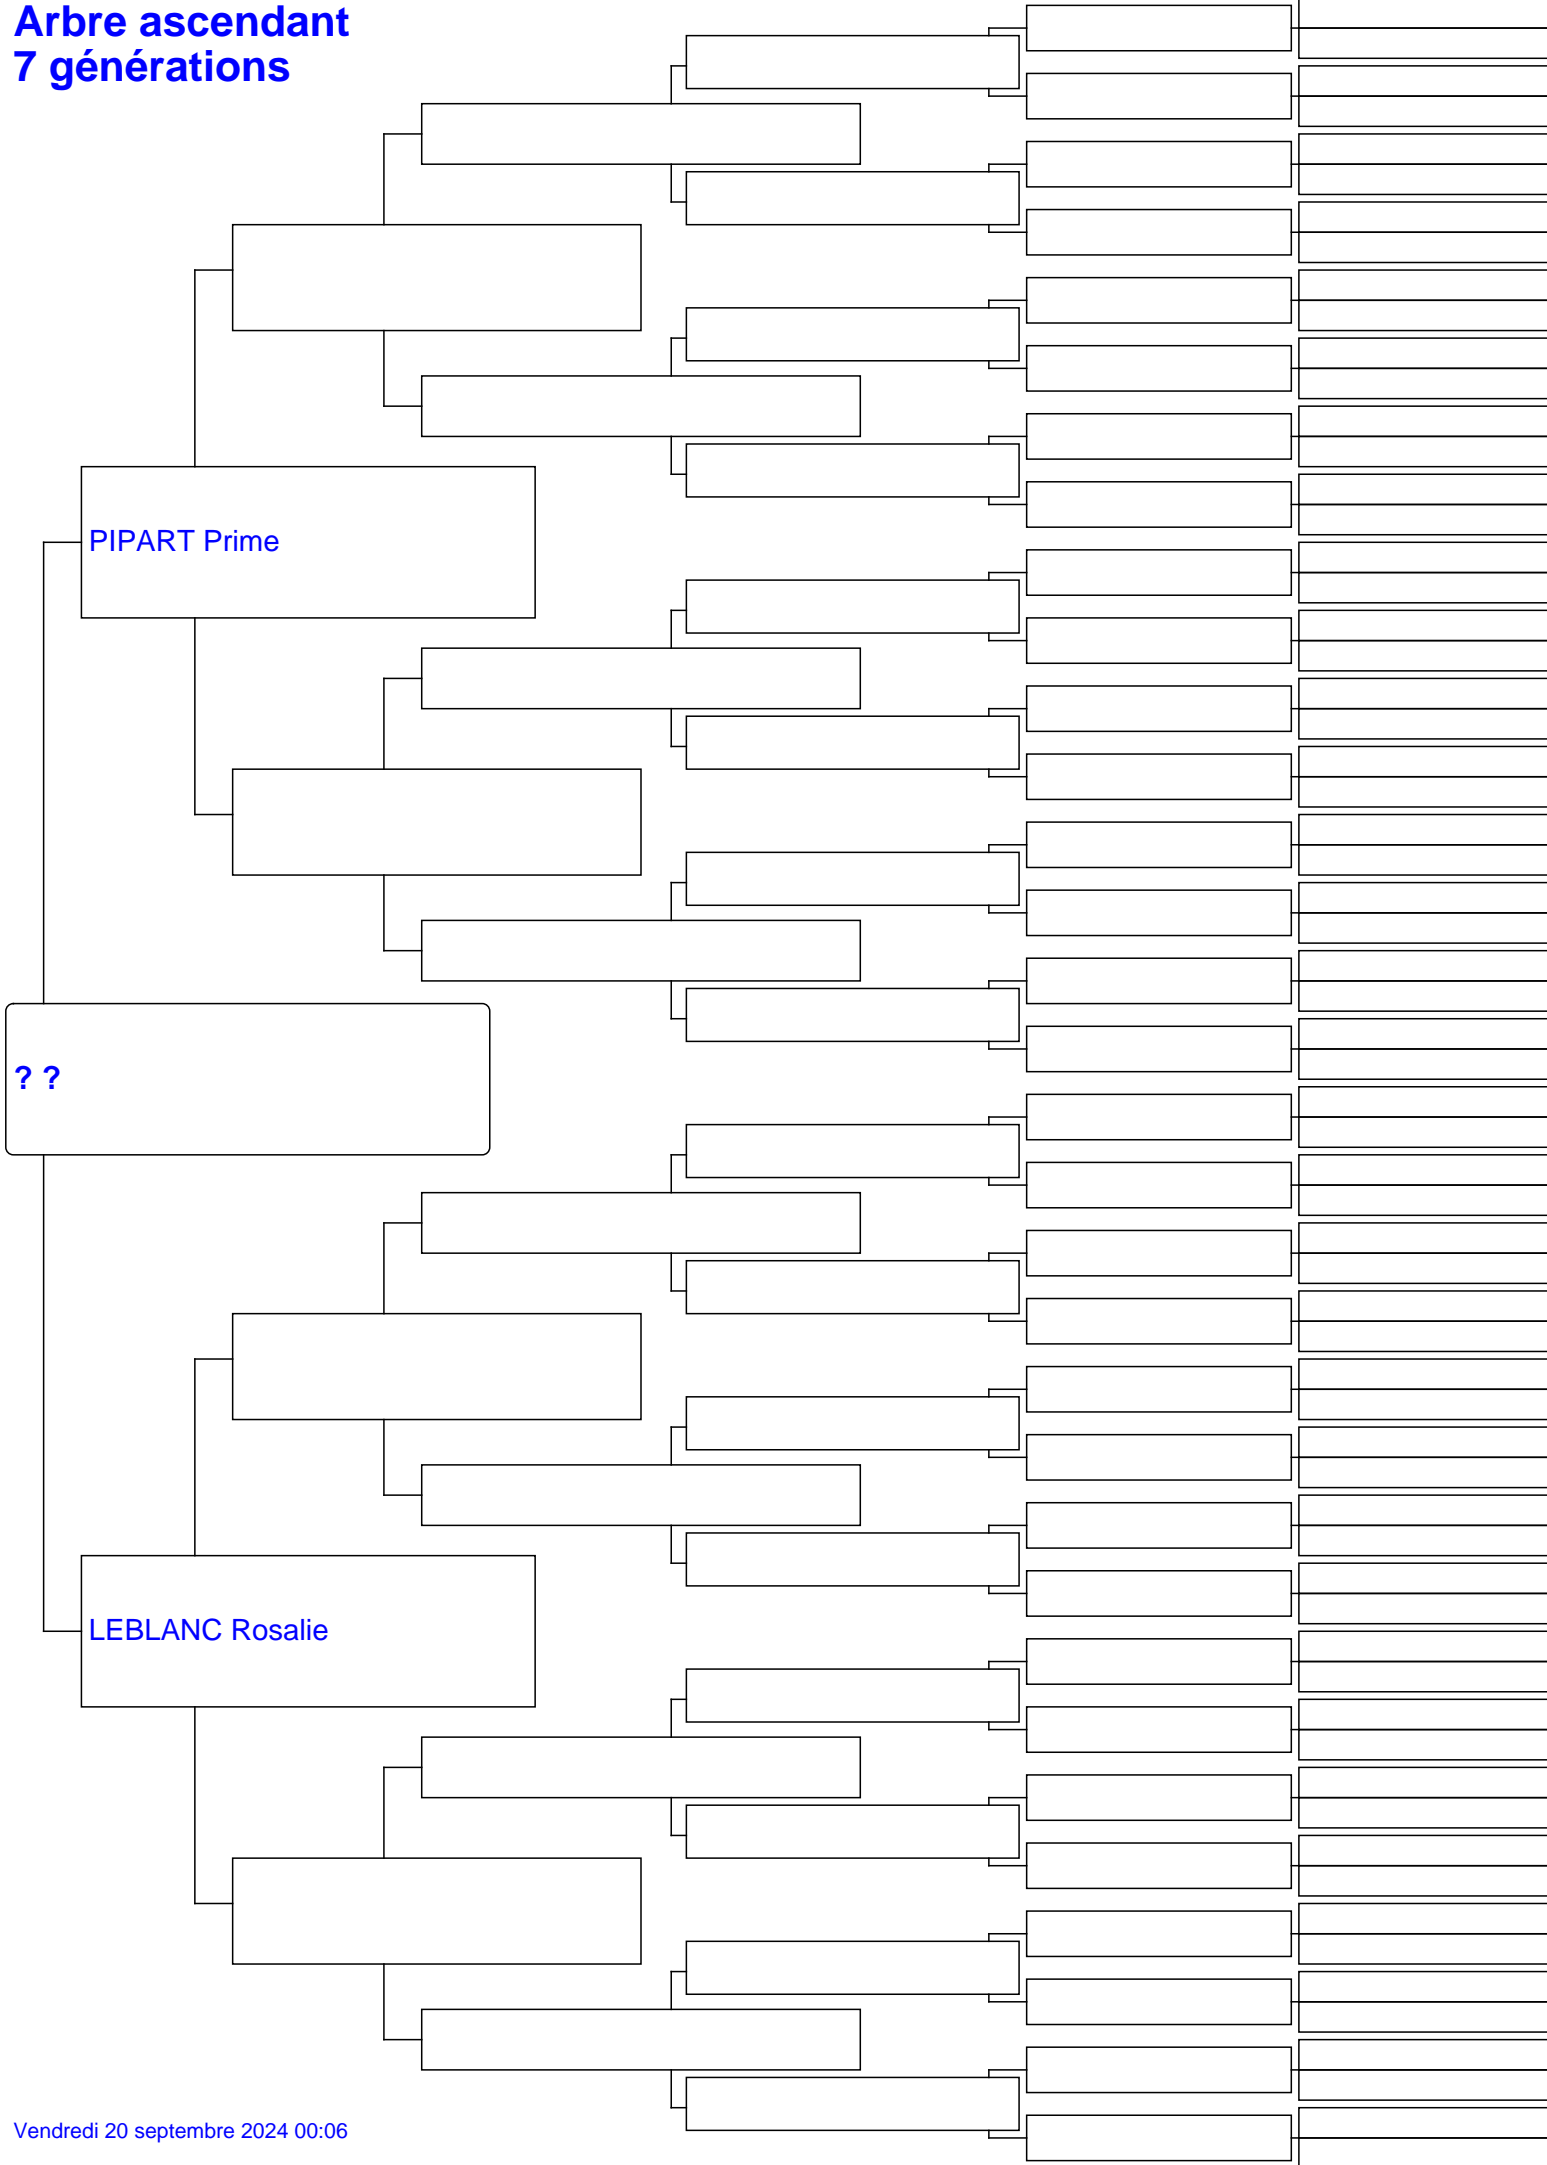 Arbre ascendant
7 générations
PIPART Prime
? ?
LEBLANC Rosalie
Vendredi 20 septembre 2024 00:06